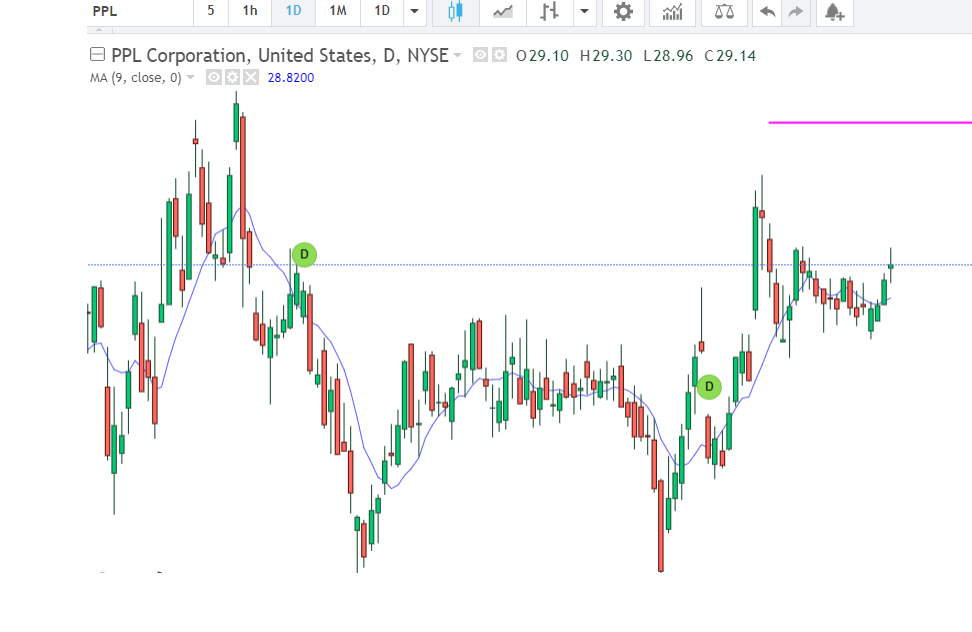 PPL 5 1h 1D 1M 1D
PPL Corporation, United States, D, NYSE O29.10 H29.30 L28.96 C29.14
MA (9, close, 0) 28.8200
D
D